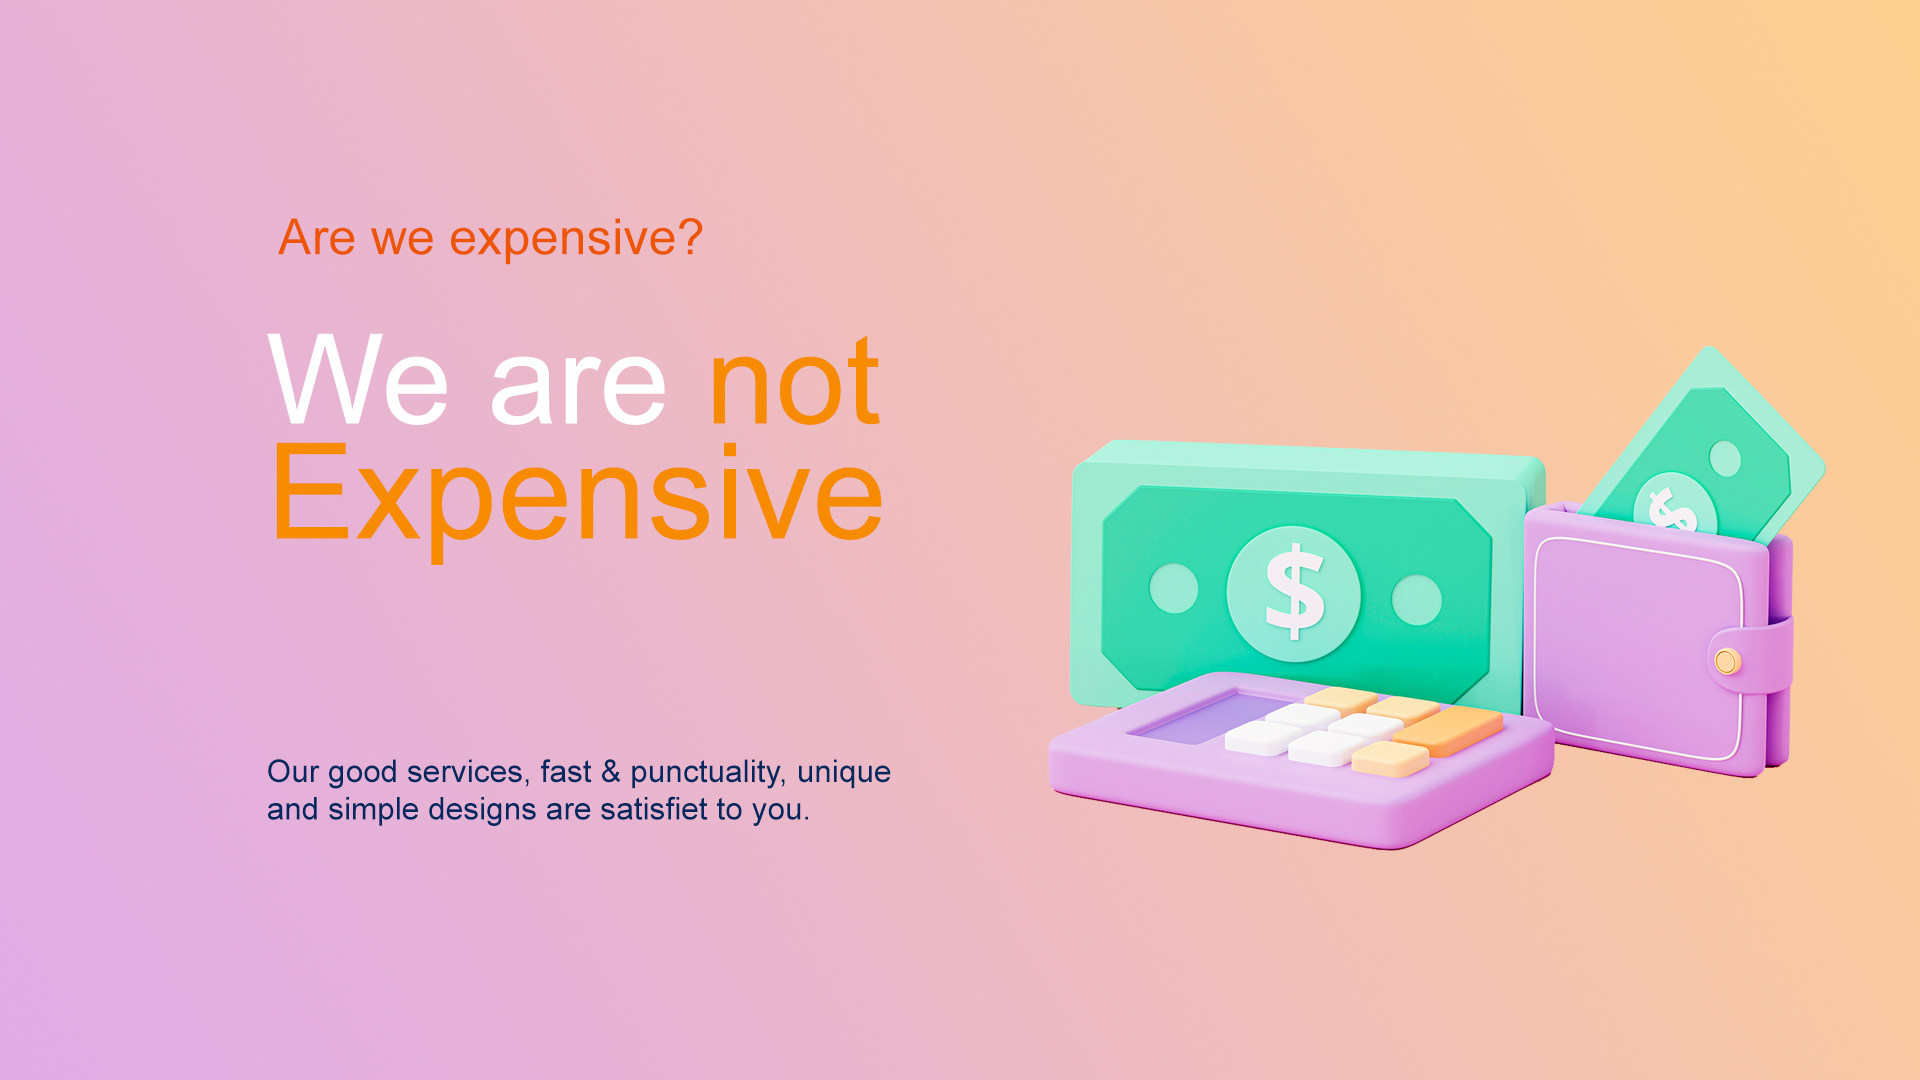 Are we expensive?
We are not
Expensive
Our good services, fast & punctuality, unique
and simple designs are satisfiet to you.
$
$